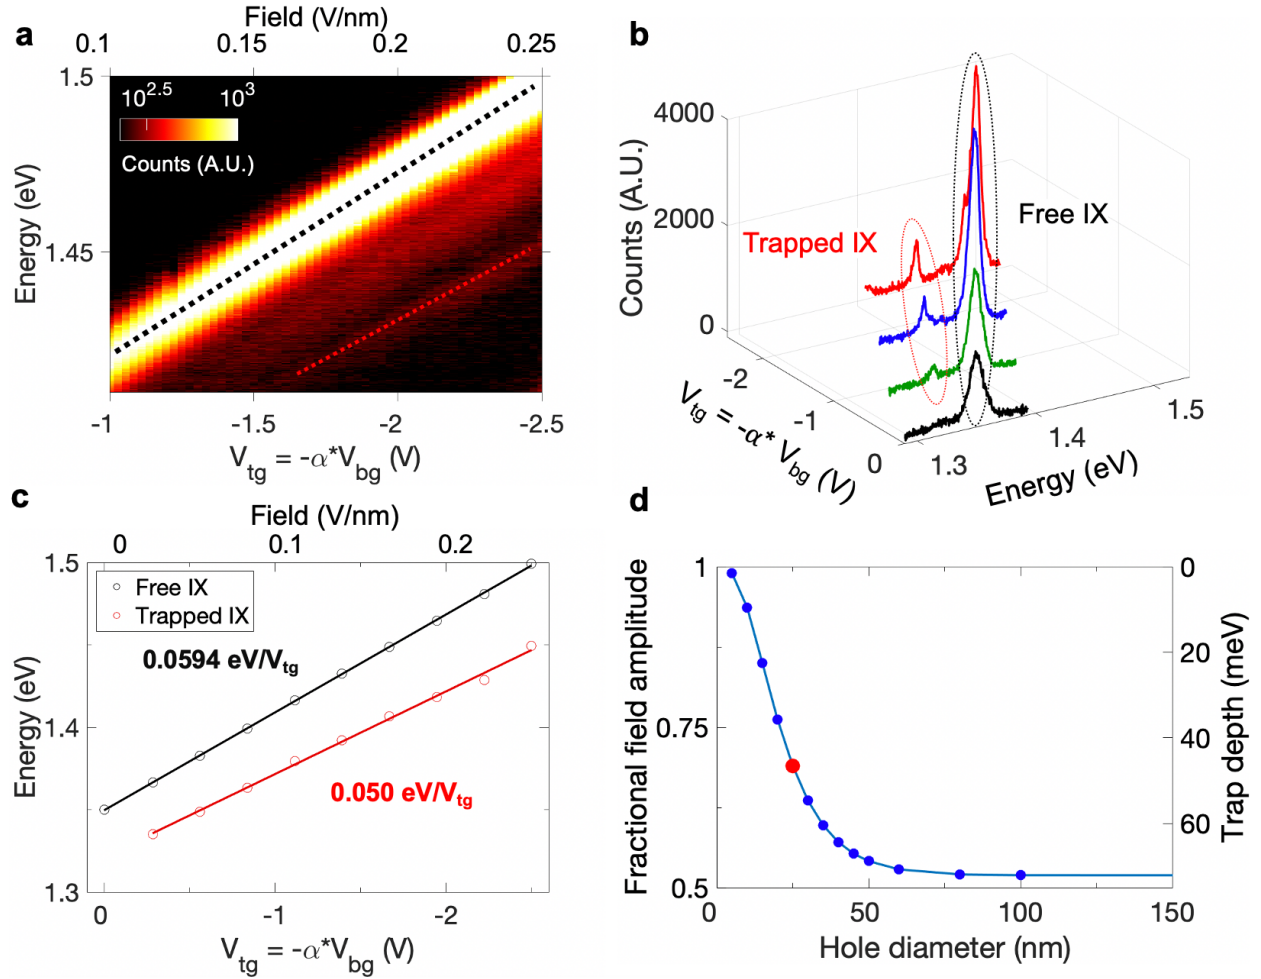 a
Field (V/nm)
0.1 0.15 0.2 0.25
1.5
1.45
Energy (eV)
10^2.5 10^3
Counts (A.U.)
-1 -1.5 -2 -2.5
V_tg = -α*V_bg (V)
b
4000
2000
0
Counts (A.U.)
Trapped IX
Free IX
-2
-1
0
V_tg = -α*V_bg (V)
1.3
1.4
1.5
Energy (eV)
c
Field (V/nm)
0 0.1 0.2
1.5
1.4
1.3
Energy (eV)
Free IX
Trapped IX
0.0594 eV/V_tg
0.050 eV/V_tg
0 -1 -2
V_tg = -α*V_bg (V)
d
1
0.75
0.5
Fractional field amplitude
0
20
40
60
Trap depth (meV)
0 50 100 150
Hole diameter (nm)